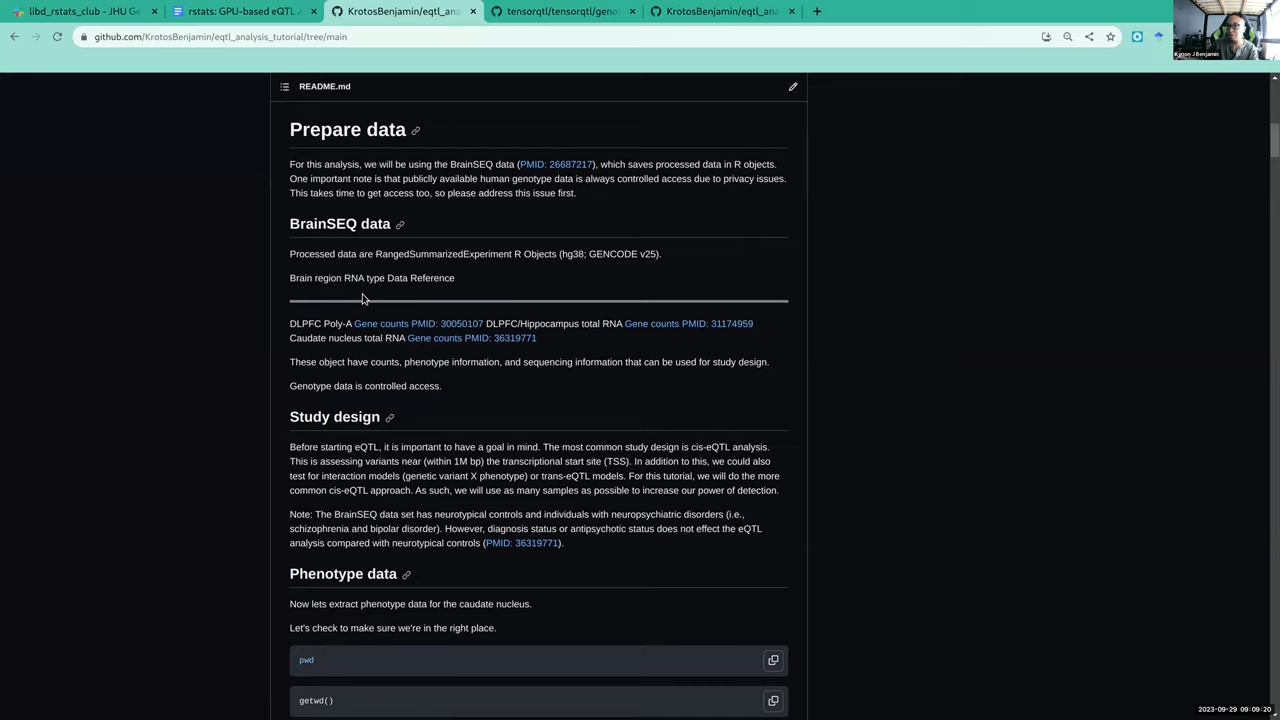 libd_rstats_club - JHU Ge
rstats: GPU-based eQTL
KrotosBenjamin/eqtl_ana
tensorqtl/tensorqtl/geno
KrotosBenjamin/eqtl_ana
github.com/KrotosBenjamin/eqtl_analysis_tutorial/tree/main
Kynon J Benjamin
README.md
Prepare data
For this analysis, we will be using the BrainSEQ data (PMID: 26687217), which saves processed data in R objects.
One important note is that publiclly available human genotype data is always controlled access due to privacy issues.
This takes time to get access too, so please address this issue first.
BrainSEQ data
Processed data are RangedSummarizedExperiment R Objects (hg38; GENCODE v25).
Brain region RNA type Data Reference
DLPFC Poly-A Gene counts PMID: 30050107 DLPFC/Hippocampus total RNA Gene counts PMID: 31174959
Caudate nucleus total RNA Gene counts PMID: 36319771
These object have counts, phenotype information, and sequencing information that can be used for study design.
Genotype data is controlled access.
Study design
Before starting eQTL, it is important to have a goal in mind. The most common study design is cis-eQTL analysis.
This is assessing variants near (within 1M bp) the transcriptional start site (TSS). In addition to this, we could also
test for interaction models (genetic variant X phenotype) or trans-eQTL models. For this tutorial, we will do the more
common cis-eQTL approach. As such, we will use as many samples as possible to increase our power of detection.
Note: The BrainSEQ data set has neurotypical controls and individuals with neuropsychiatric disorders (i.e.,
schizophrenia and bipolar disorder). However, diagnosis status or antipsychotic status does not effect the eQTL
analysis compared with neurotypical controls (PMID: 36319771).
Phenotype data
Now lets extract phenotype data for the caudate nucleus.
Let's check to make sure we're in the right place.
pwd
getwd()
2023-09-29 09:09:20